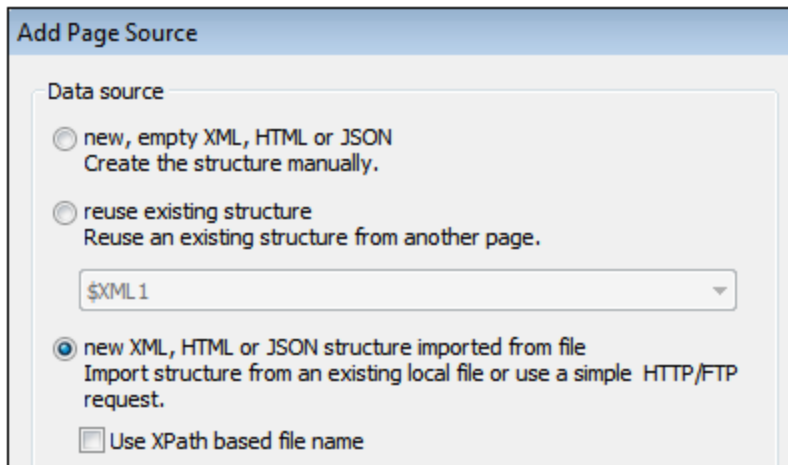 Add Page Source
Data source
new, empty XML, HTML or JSON
Create the structure manually.
reuse existing structure
Reuse an existing structure from another page.
$XML1
new XML, HTML or JSON structure imported from file
Import structure from an existing local file or use a simple HTTP/FTP
request.
Use XPath based file name